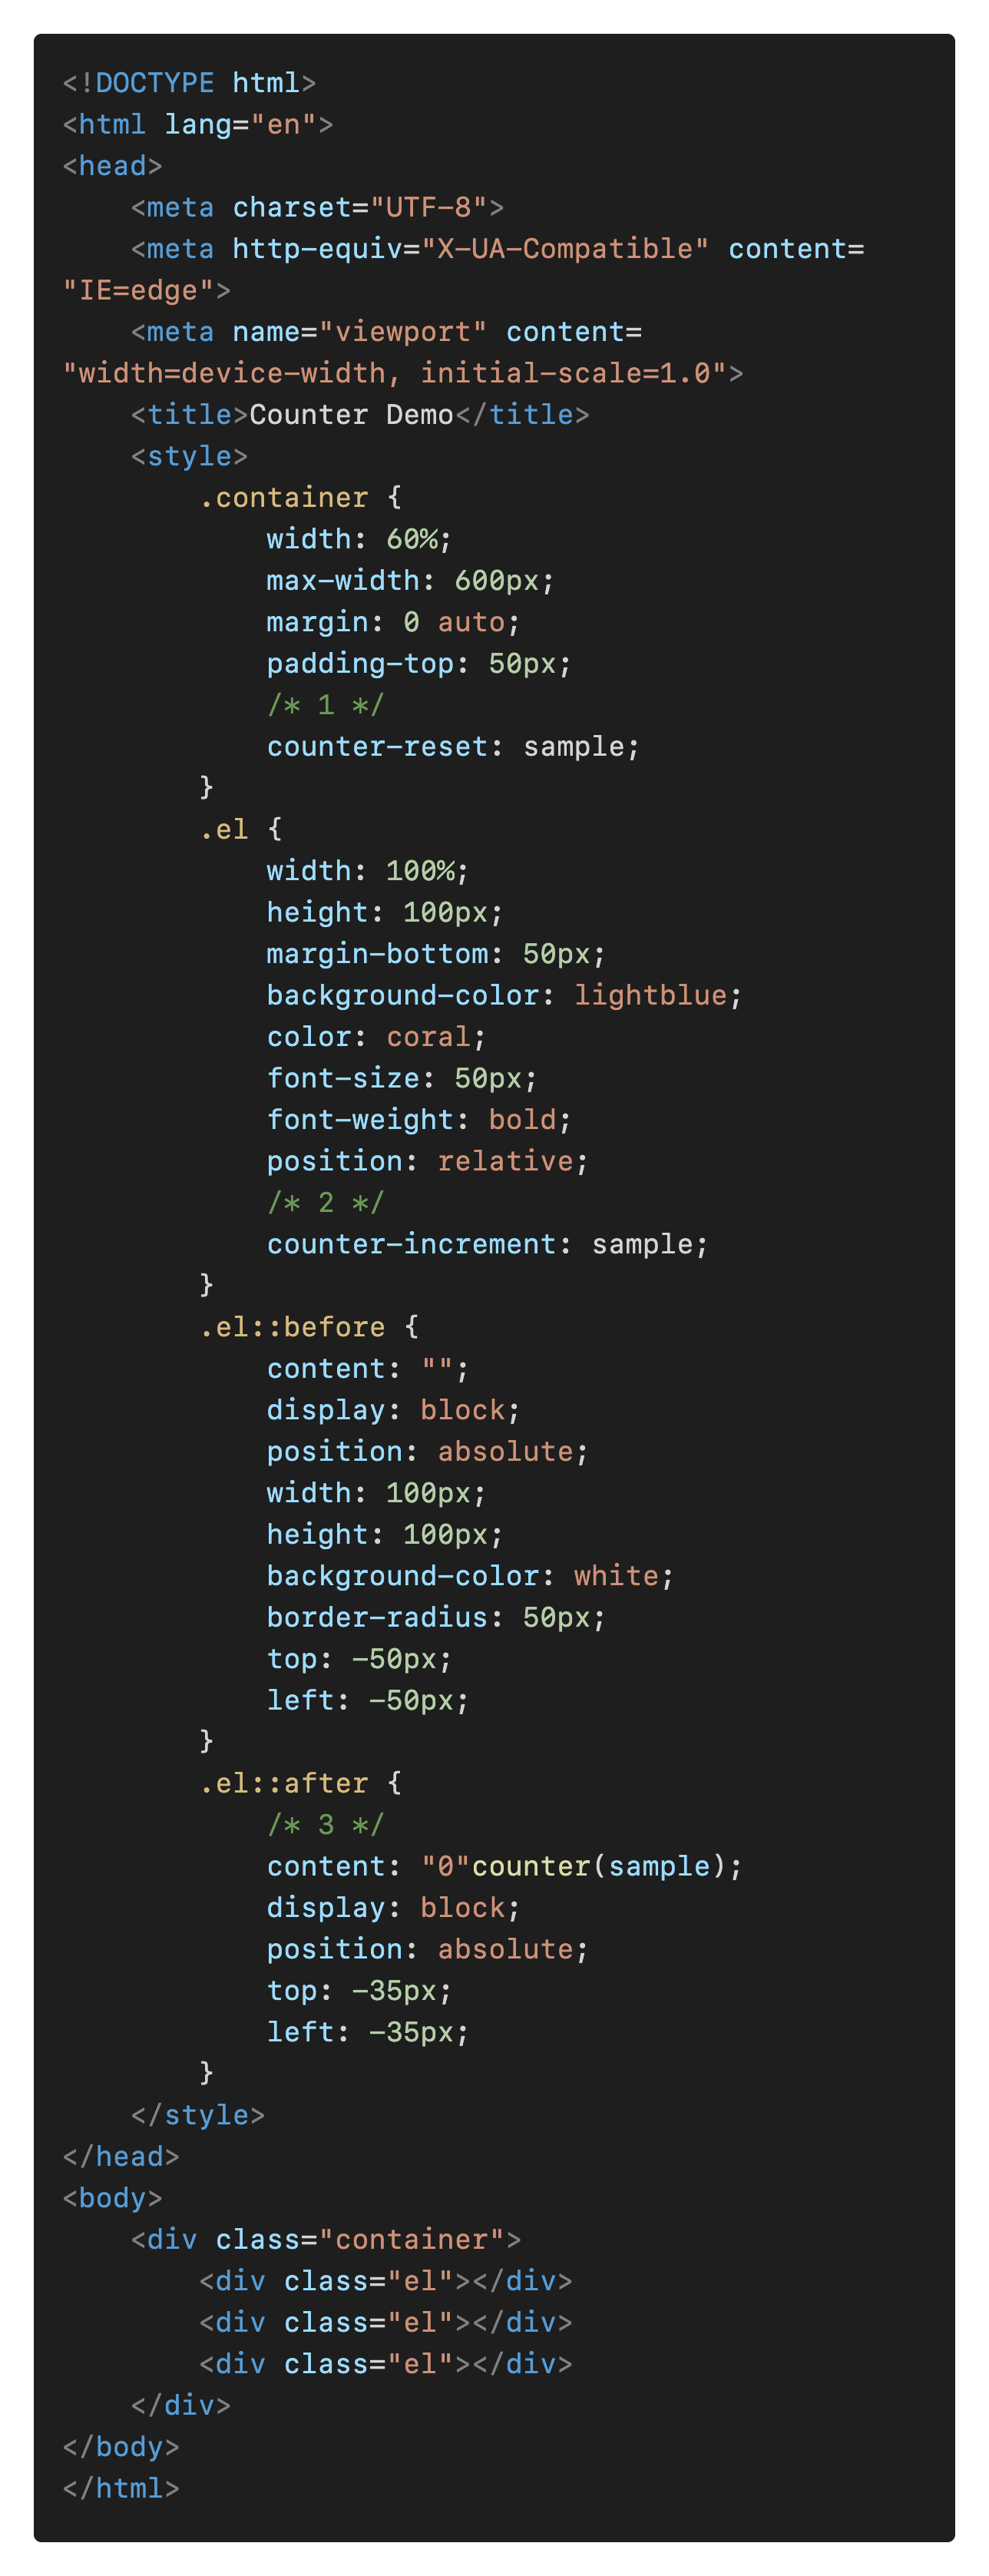 <!DOCTYPE html>
<html lang="en">
<head>
    <meta charset="UTF-8">
    <meta http-equiv="X-UA-Compatible" content=
"IE=edge">
    <meta name="viewport" content=
"width=device-width, initial-scale=1.0">
    <title>Counter Demo</title>
    <style>
        .container {
            width: 60%;
            max-width: 600px;
            margin: 0 auto;
            padding-top: 50px;
            /* 1 */
            counter-reset: sample;
        }
        .el {
            width: 100%;
            height: 100px;
            margin-bottom: 50px;
            background-color: lightblue;
            color: coral;
            font-size: 50px;
            font-weight: bold;
            position: relative;
            /* 2 */
            counter-increment: sample;
        }
        .el::before {
            content: "";
            display: block;
            position: absolute;
            width: 100px;
            height: 100px;
            background-color: white;
            border-radius: 50px;
            top: -50px;
            left: -50px;
        }
        .el::after {
            /* 3 */
            content: "0"counter(sample);
            display: block;
            position: absolute;
            top: -35px;
            left: -35px;
        }
    </style>
</head>
<body>
    <div class="container">
        <div class="el"></div>
        <div class="el"></div>
        <div class="el"></div>
    </div>
</body>
</html>